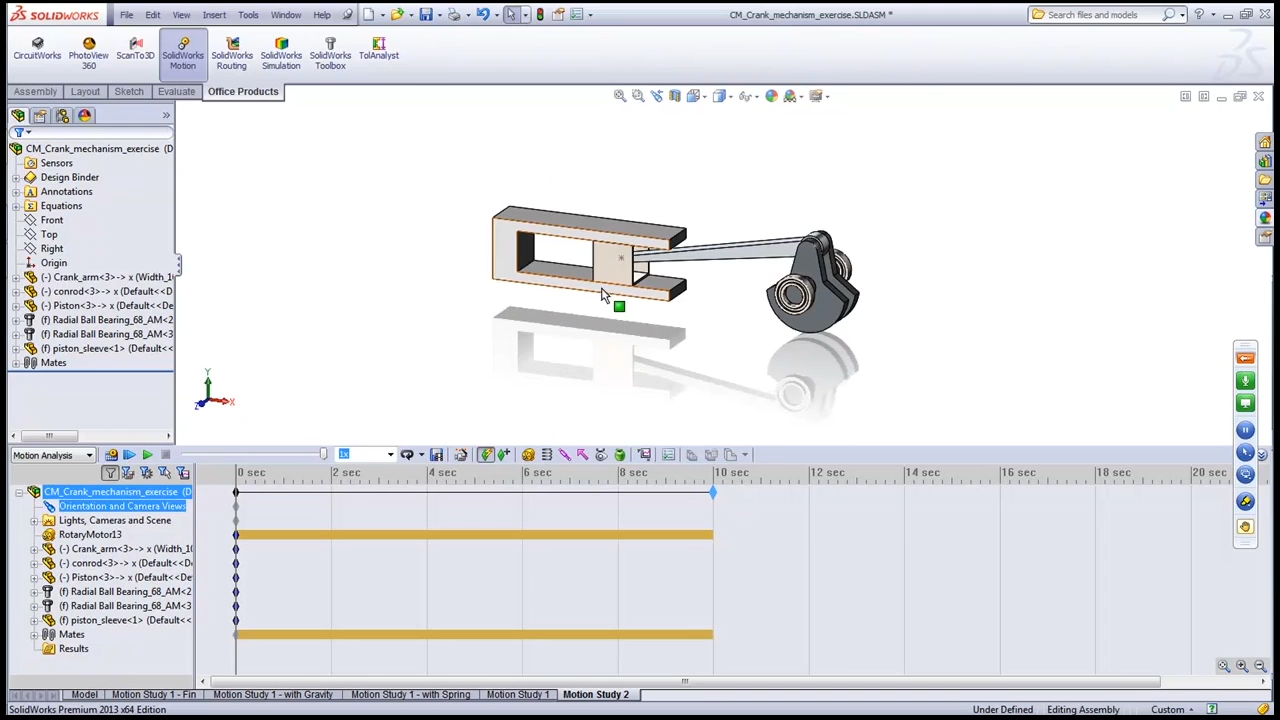 SOLIDWORKS File Edit View Insert Tools Window Help CM_Crank_mechanism_exercise.SLDASM * Search files and models
CircuitWorks PhotoView 360 ScanTo3D SolidWorks Motion SolidWorks Routing SolidWorks Simulation SolidWorks Toolbox TolAnalyst
Assembly Layout Sketch Evaluate Office Products
CM_Crank_mechanism_exercise (D
Sensors
Design Binder
Annotations
Equations
Front
Top
Right
Origin
(-) Crank_arm<3>-> x (Width_1
(-) conrod<3>-> x (Default<<D
(-) Piston<3>-> x (Default<<D
(f) Radial Ball Bearing_68_AM<2
(f) Radial Ball Bearing_68_AM<3
(f) piston_sleeve<1> (Default<<
Mates
Y
X
Z
Motion Analysis 1x
0 sec 2 sec 4 sec 6 sec 8 sec 10 sec 12 sec 14 sec 16 sec 18 sec 20 sec
CM_Crank_mechanism_exercise (D
Orientation and Camera Views
Lights, Cameras and Scene
RotaryMotor13
(-) Crank_arm<3>-> x (Width_10
(-) conrod<3>-> x (Default<<D
(-) Piston<3>-> x (Default<<De
(f) Radial Ball Bearing_68_AM<2
(f) Radial Ball Bearing_68_AM<3
(f) piston_sleeve<1> (Default<<
Mates
Results
Model Motion Study 1 - Fin Motion Study 1 - with Gravity Motion Study 1 - with Spring Motion Study 1 Motion Study 2
SolidWorks Premium 2013 x64 Edition Under Defined Editing Assembly Custom